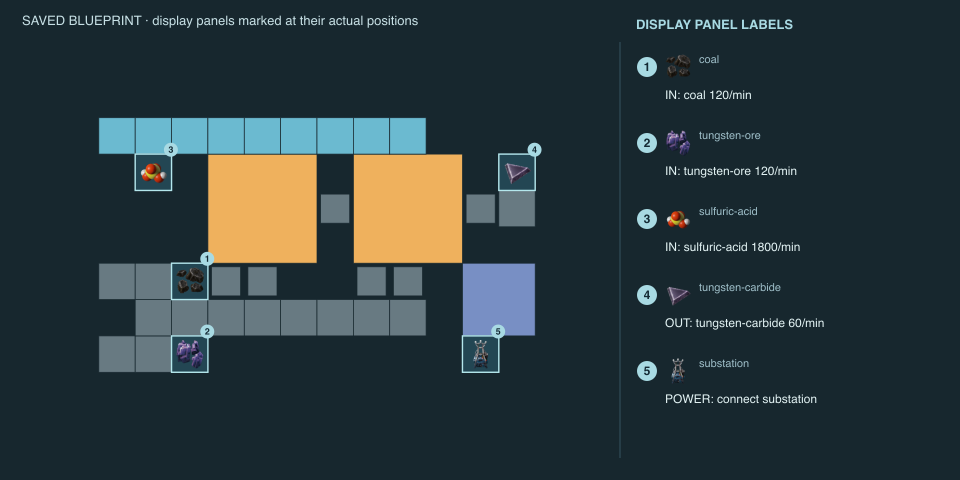 SAVED BLUEPRINT · display panels marked at their actual positions
3
4
1
2
5
DISPLAY PANEL LABELS
1
coal
IN: coal 120/min
2
tungsten-ore
IN: tungsten-ore 120/min
3
sulfuric-acid
IN: sulfuric-acid 1800/min
4
tungsten-carbide
OUT: tungsten-carbide 60/min
5
substation
POWER: connect substation